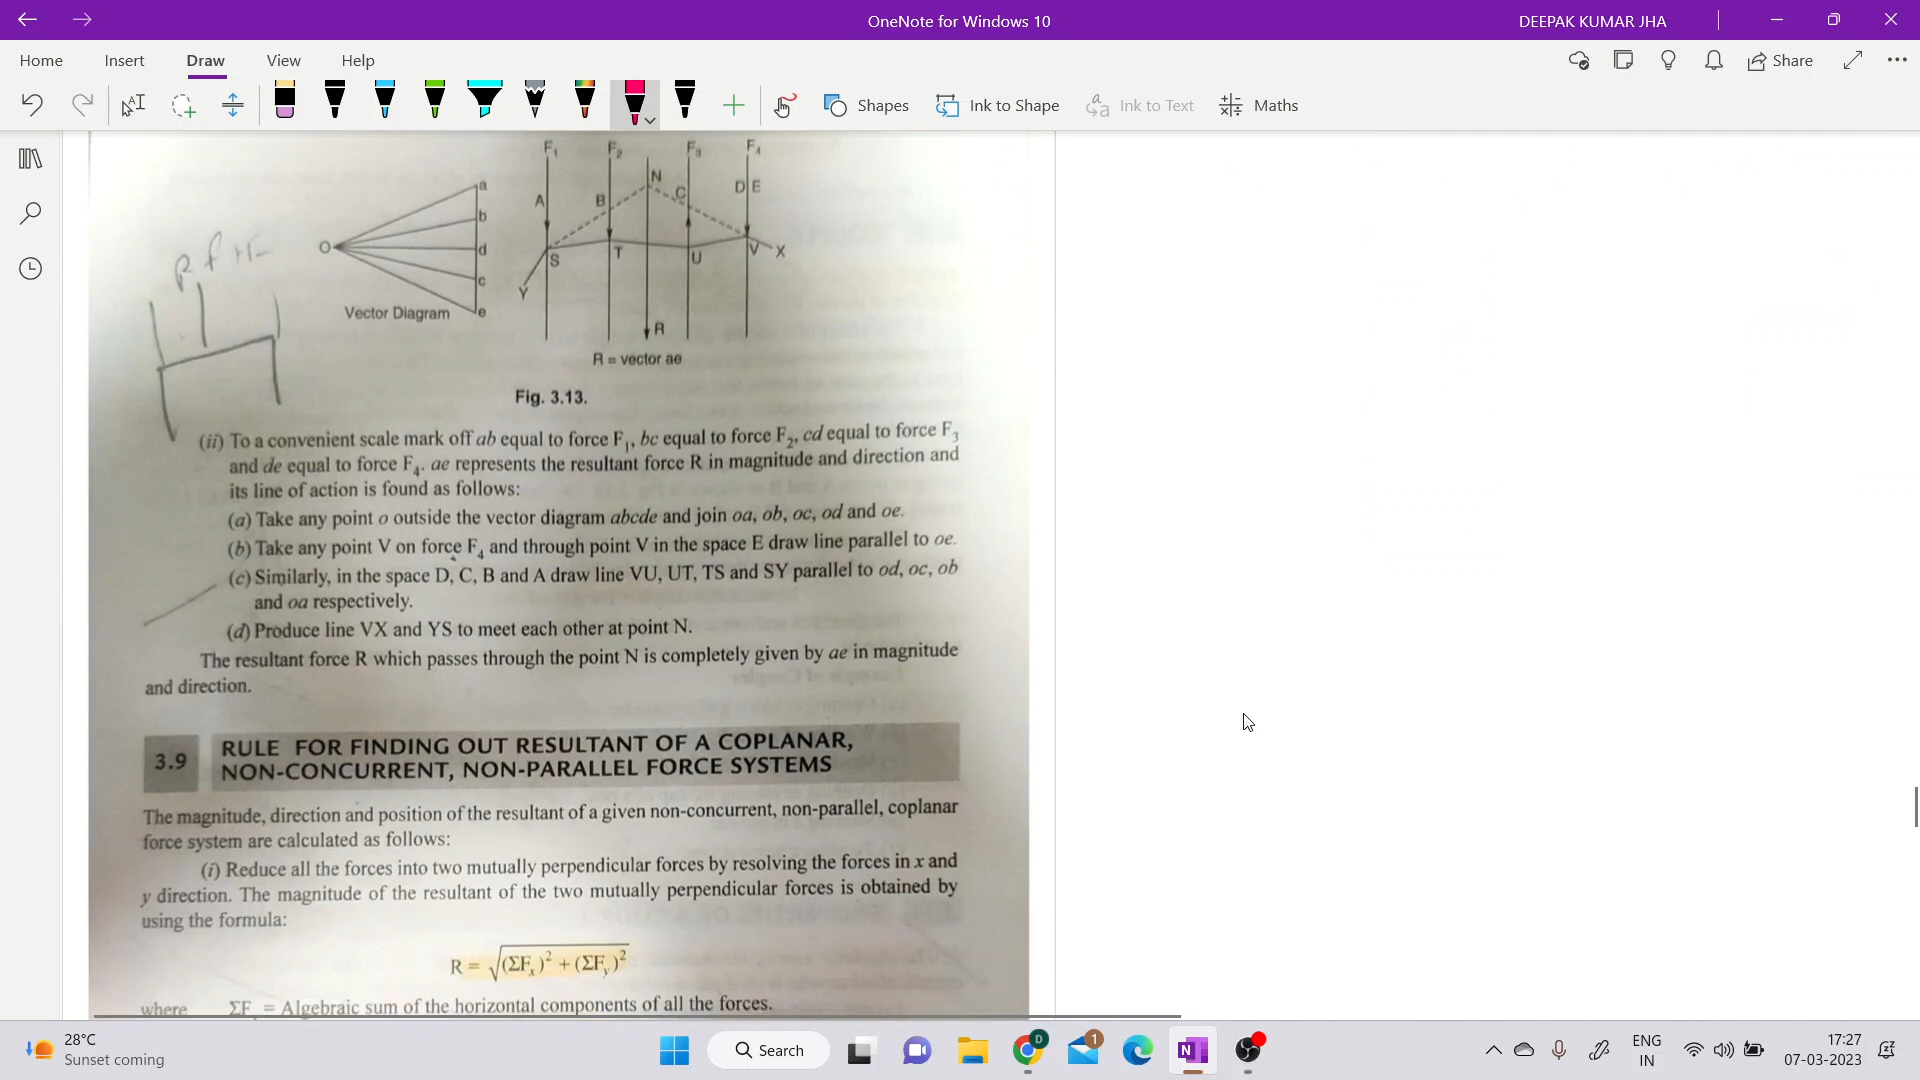 OneNote for Windows 10
DEEPAK KUMAR JHA
Home Insert Draw View Help
Share
Shapes
Ink to Shape
Ink to Text
Maths
F1 F2 F3 F4
N
A B C D E
a
b
O d
c
e
S T U V X
Y
R
Vector Diagram
R = vector ae
Fig. 3.13.
(ii) To a convenient scale mark off ab equal to force F1, bc equal to force F2, cd equal to force F3
and de equal to force F4. ae represents the resultant force R in magnitude and direction and
its line of action is found as follows:
(a) Take any point o outside the vector diagram abcde and join oa, ob, oc, od and oe.
(b) Take any point V on force F4 and through point V in the space E draw line parallel to oe.
(c) Similarly, in the space D, C, B and A draw line VU, UT, TS and SY parallel to od, oc, ob
and oa respectively.
(d) Produce line VX and YS to meet each other at point N.
The resultant force R which passes through the point N is completely given by ae in magnitude
and direction.
3.9 RULE FOR FINDING OUT RESULTANT OF A COPLANAR,
NON-CONCURRENT, NON-PARALLEL FORCE SYSTEMS
The magnitude, direction and position of the resultant of a given non-concurrent, non-parallel, coplanar
force system are calculated as follows:
(i) Reduce all the forces into two mutually perpendicular forces by resolving the forces in x and
y direction. The magnitude of the resultant of the two mutually perpendicular forces is obtained by
using the formula:
R = √(ΣFx)² + (ΣFy)²
where ΣF = Algebraic sum of the horizontal components of all the forces.
28°C
Sunset coming
Search
D
1
ENG
IN
17:27
07-03-2023